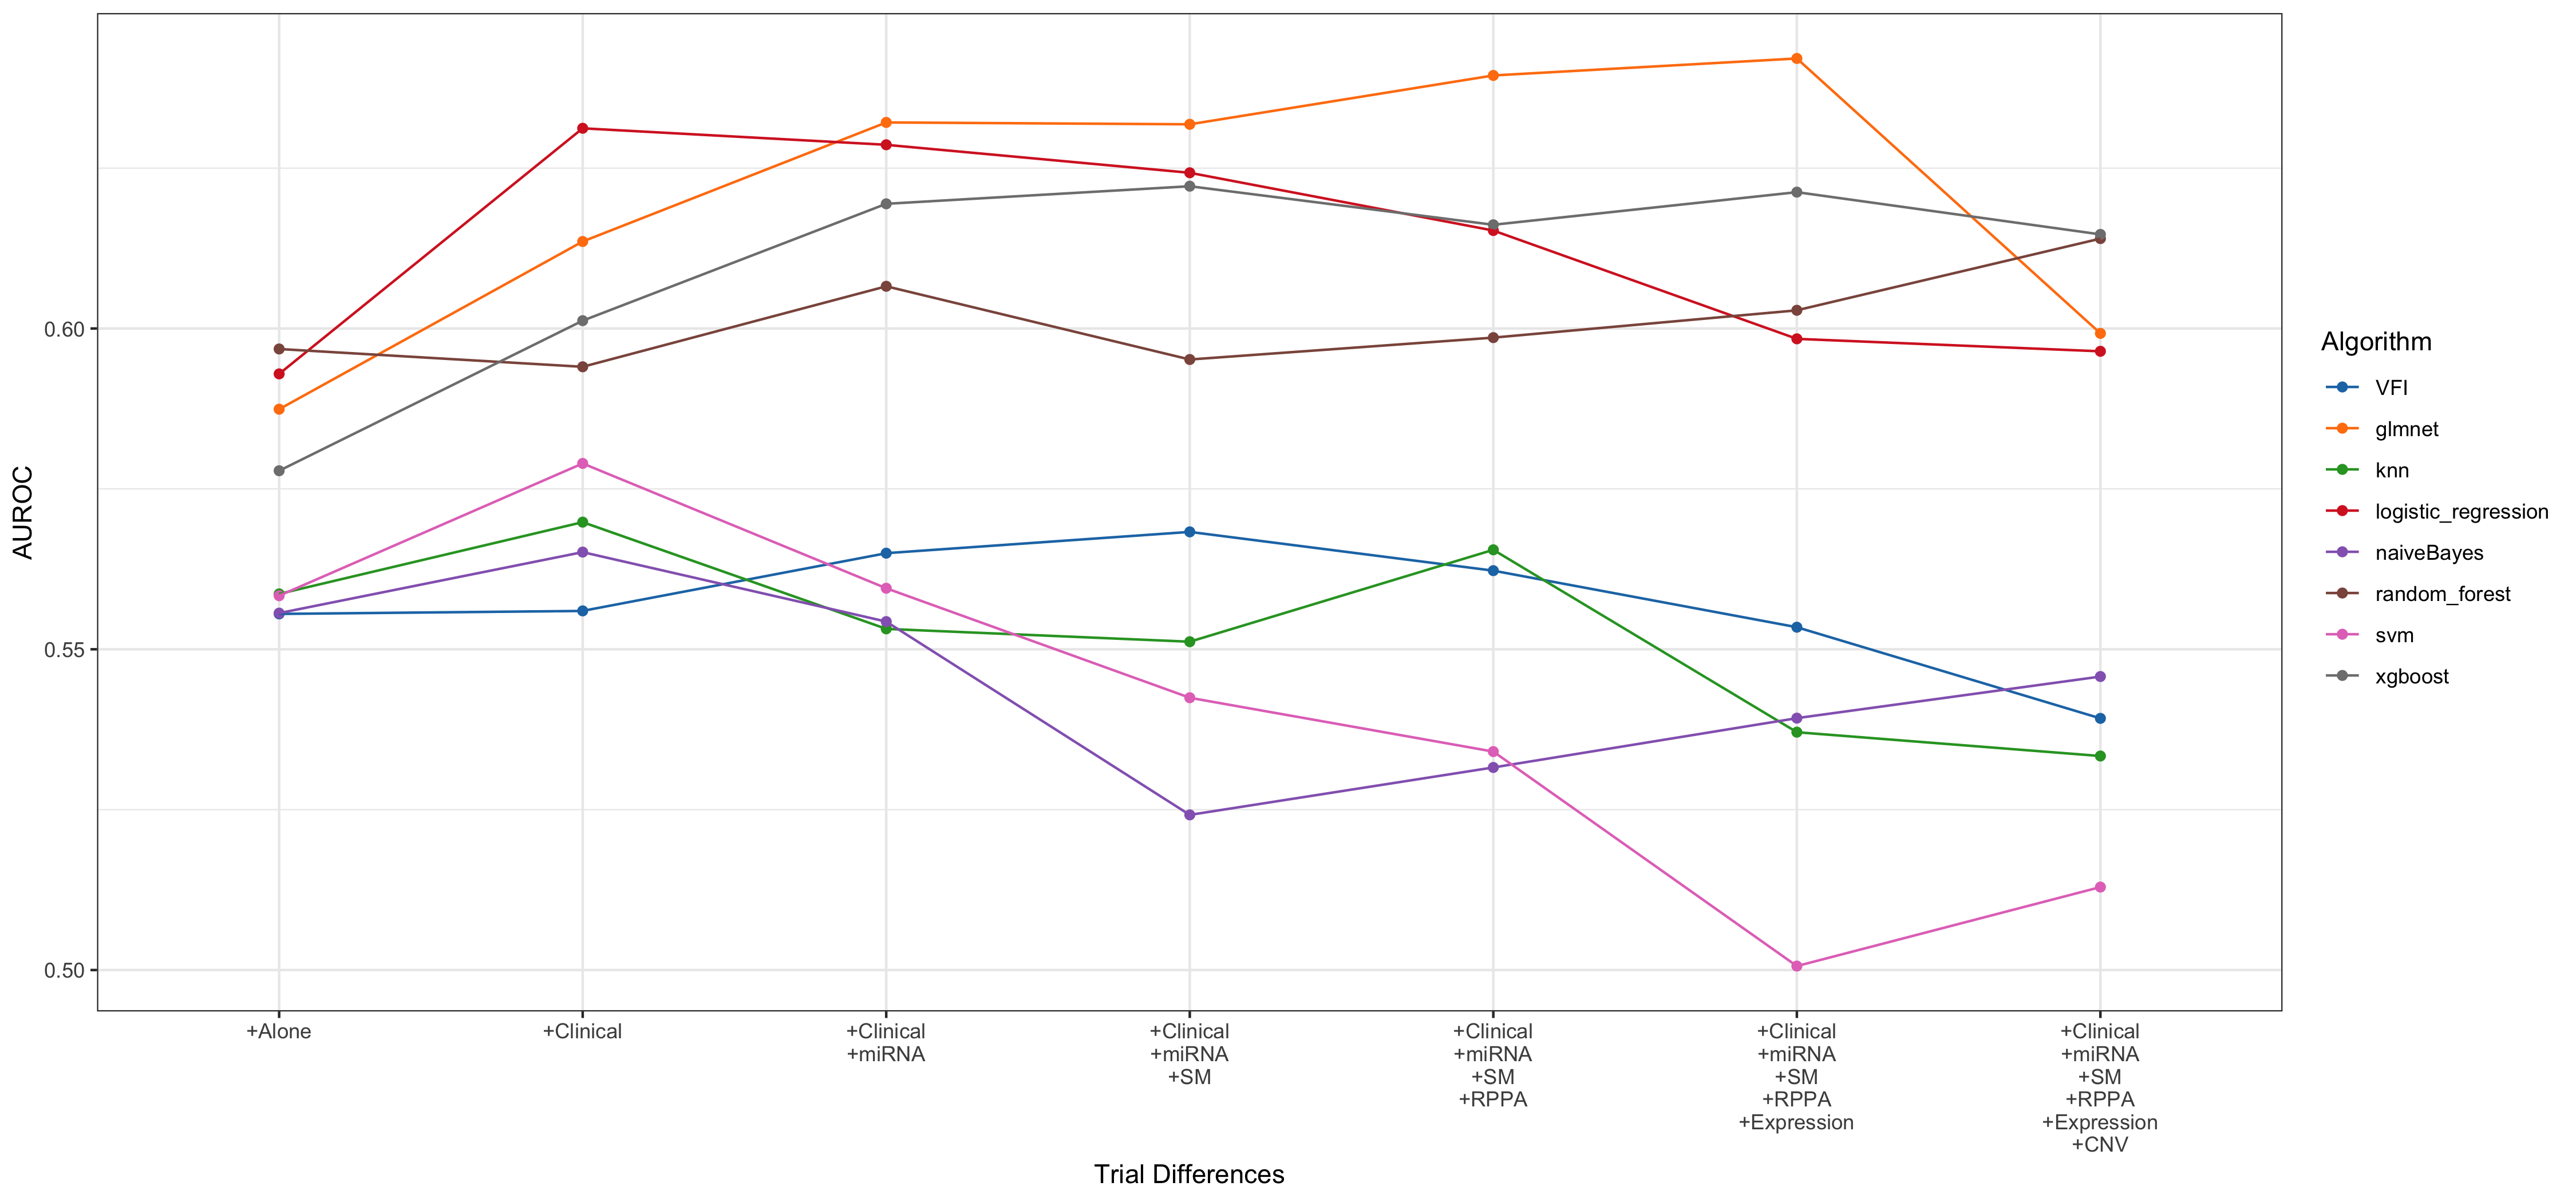 AUROC
0.60
0.55
0.50
+Alone
+Clinical
+Clinical
+miRNA
+Clinical
+miRNA
+SM
+Clinical
+miRNA
+SM
+RPPA
+Clinical
+miRNA
+SM
+RPPA
+Expression
+Clinical
+miRNA
+SM
+RPPA
+Expression
+CNV
Trial Differences
Algorithm
VFI
glmnet
knn
logistic_regression
naiveBayes
random_forest
svm
xgboost